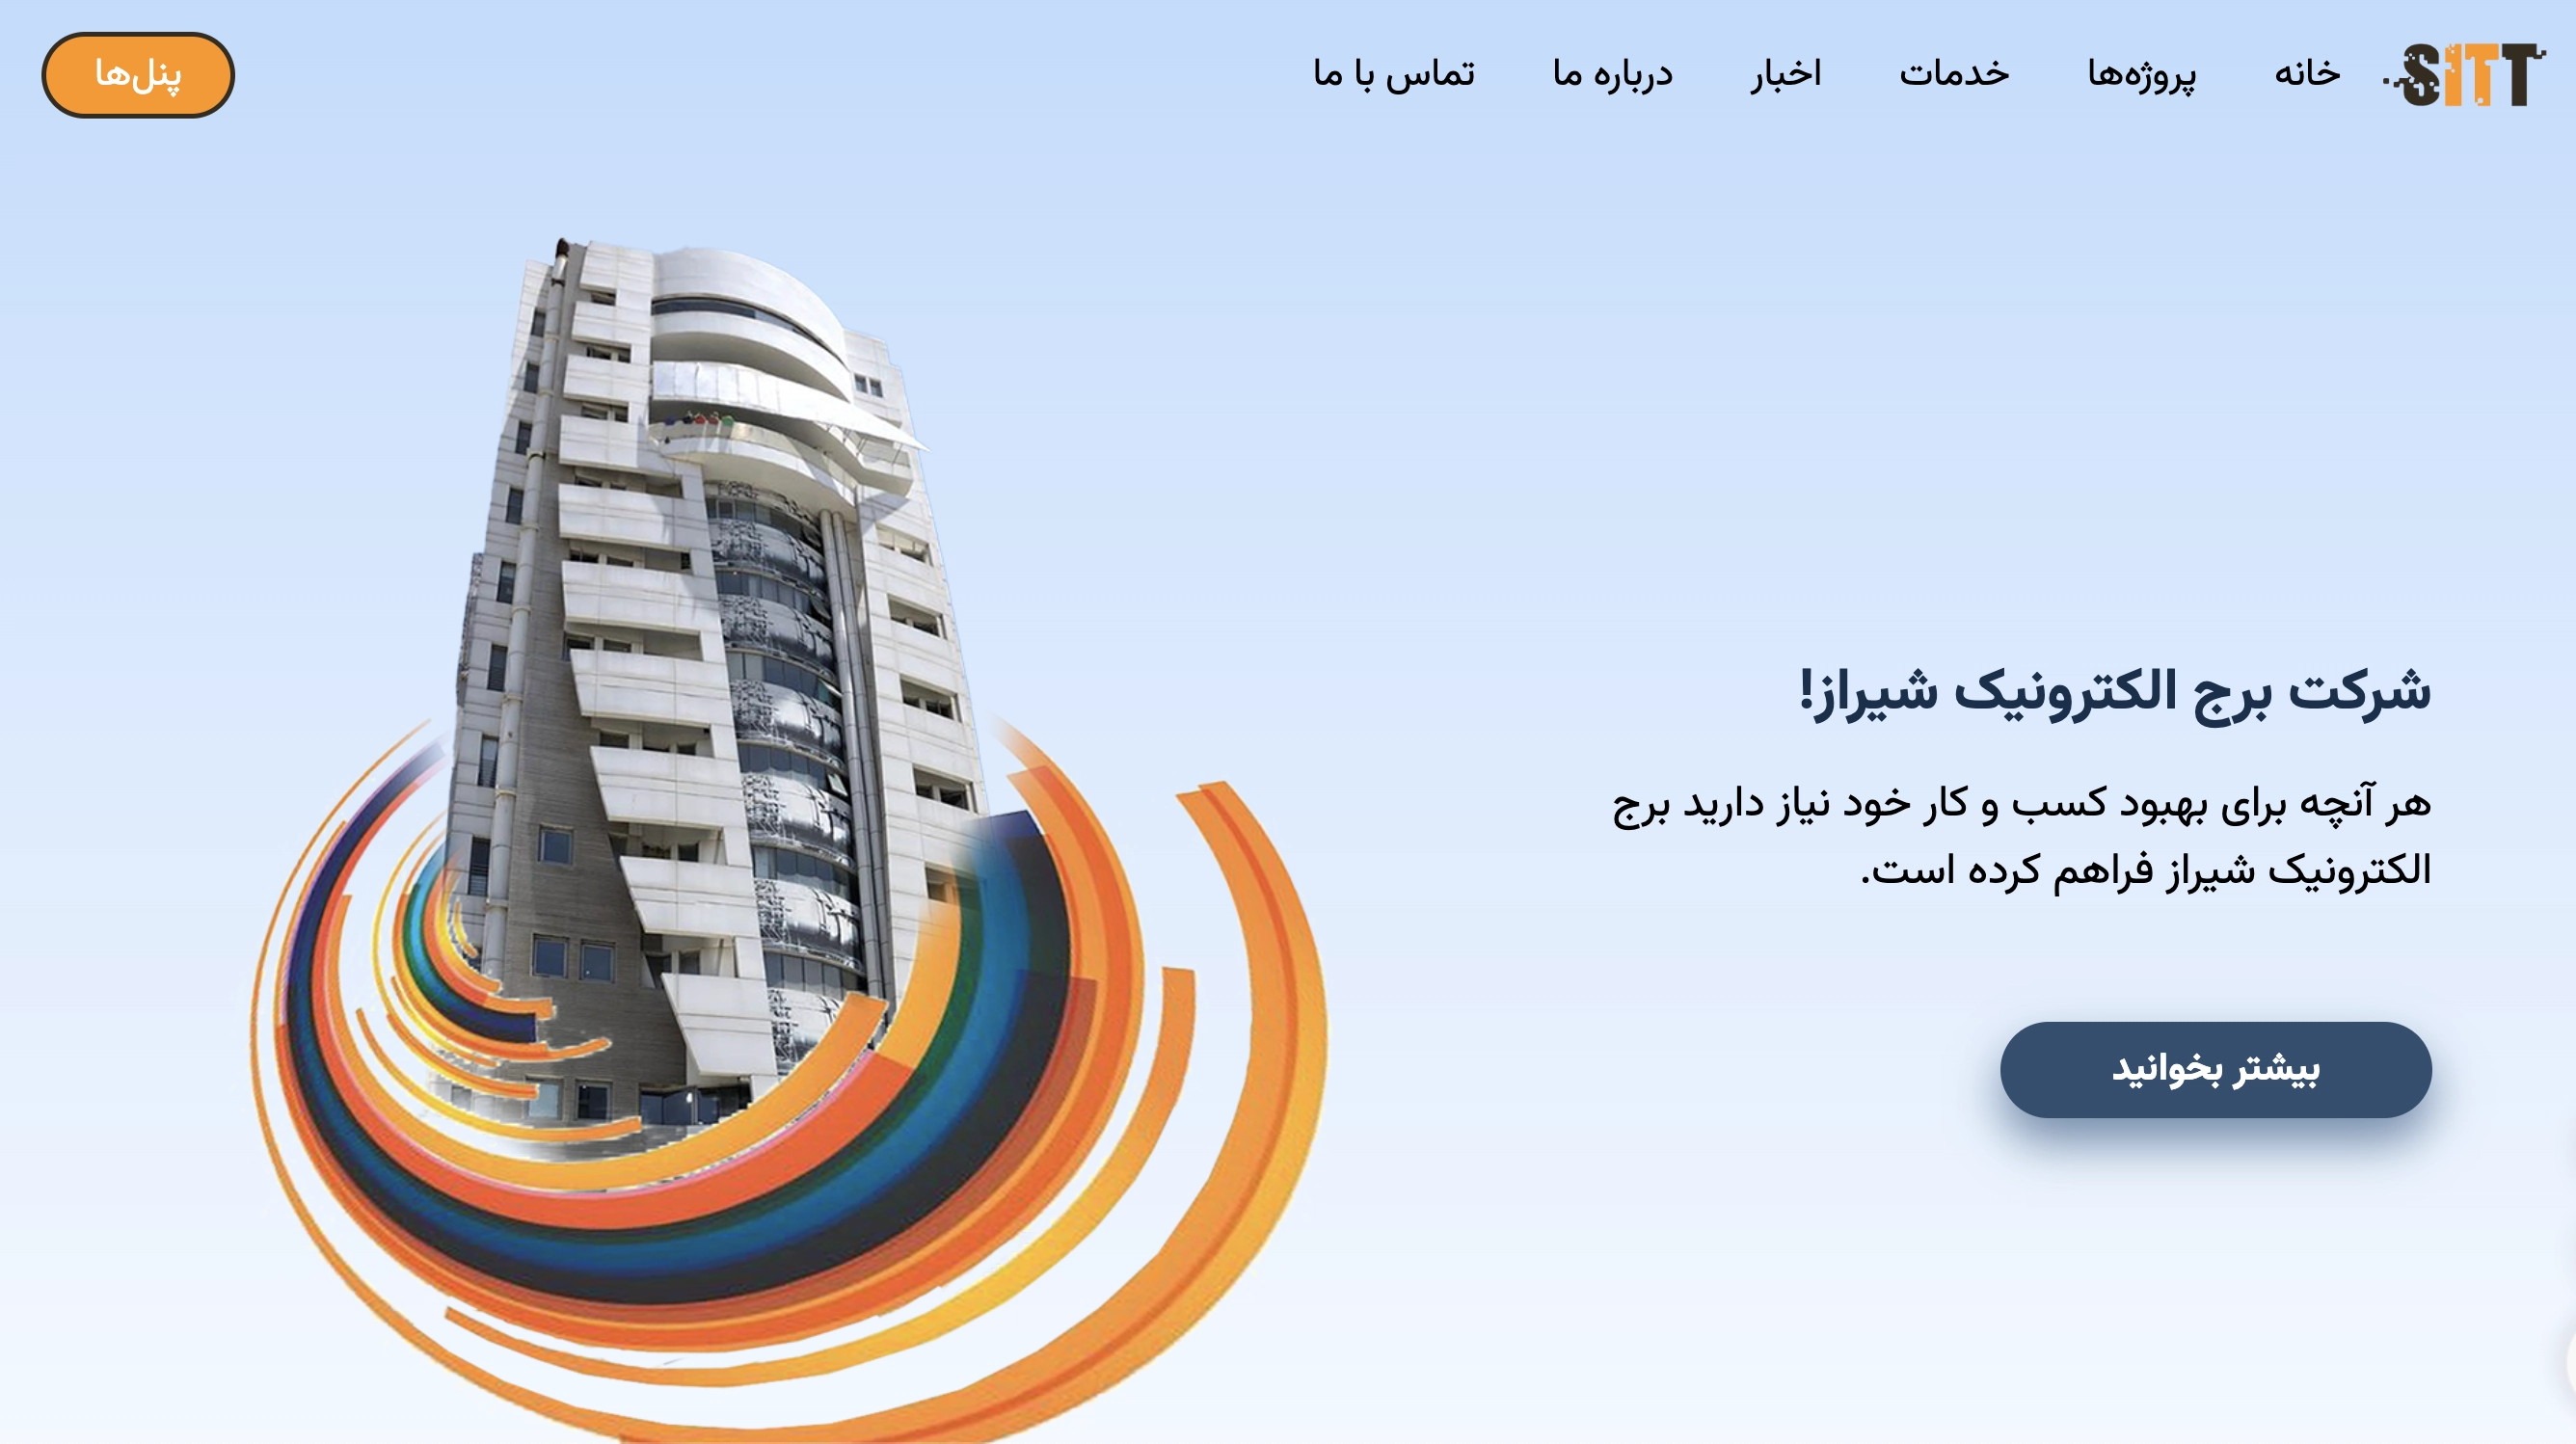 SITT
خانه
پروژه‌ها
خدمات
اخبار
درباره ما
تماس با ما
پنل‌ها
شرکت برج الکترونیک شیراز!
هر آنچه برای بهبود کسب و کار خود نیاز دارید برج
الکترونیک شیراز فراهم کرده است.
بیشتر بخوانید